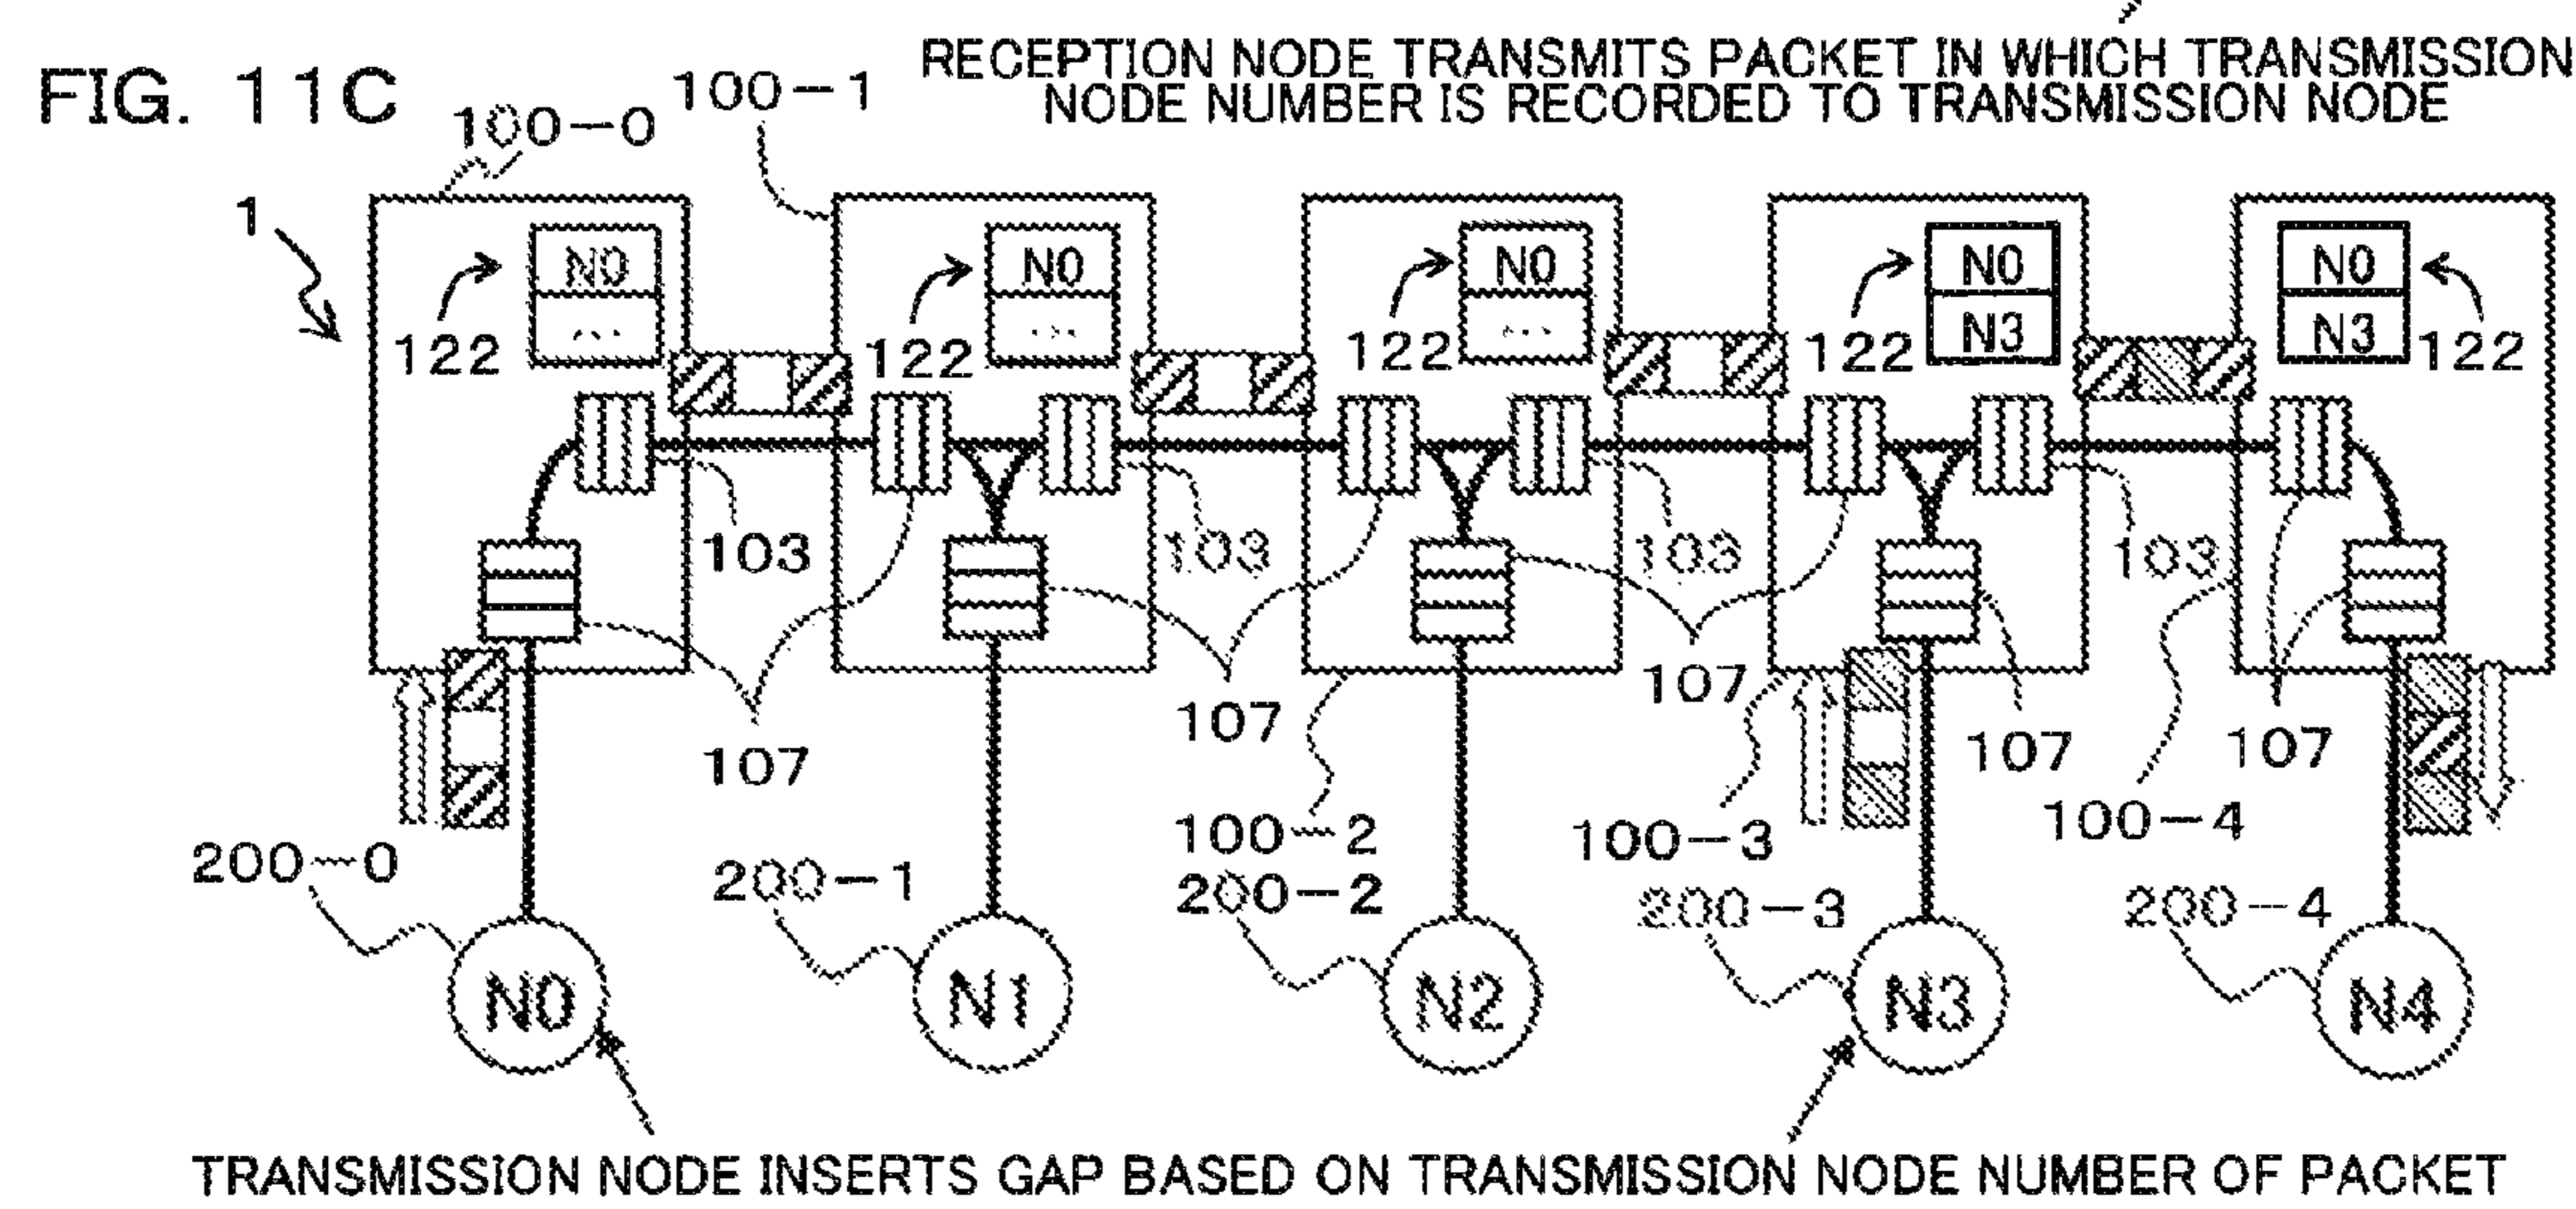 FIG. 11C
RECEPTION NODE TRANSMITS PACKET IN WHICH TRANSMISSION
NODE NUMBER IS RECORDED TO TRANSMISSION NODE
100-0
100-1
1
N0
...
122
N0
...
122
N0
...
122
N0
N3
122
N0
N3
122
103
103
103
103
107
107
107
107
107
100-2
100-3
100-4
200-0
200-1
200-2
200-3
200-4
N0
N1
N2
N3
N4
TRANSMISSION NODE INSERTS GAP BASED ON TRANSMISSION NODE NUMBER OF PACKET